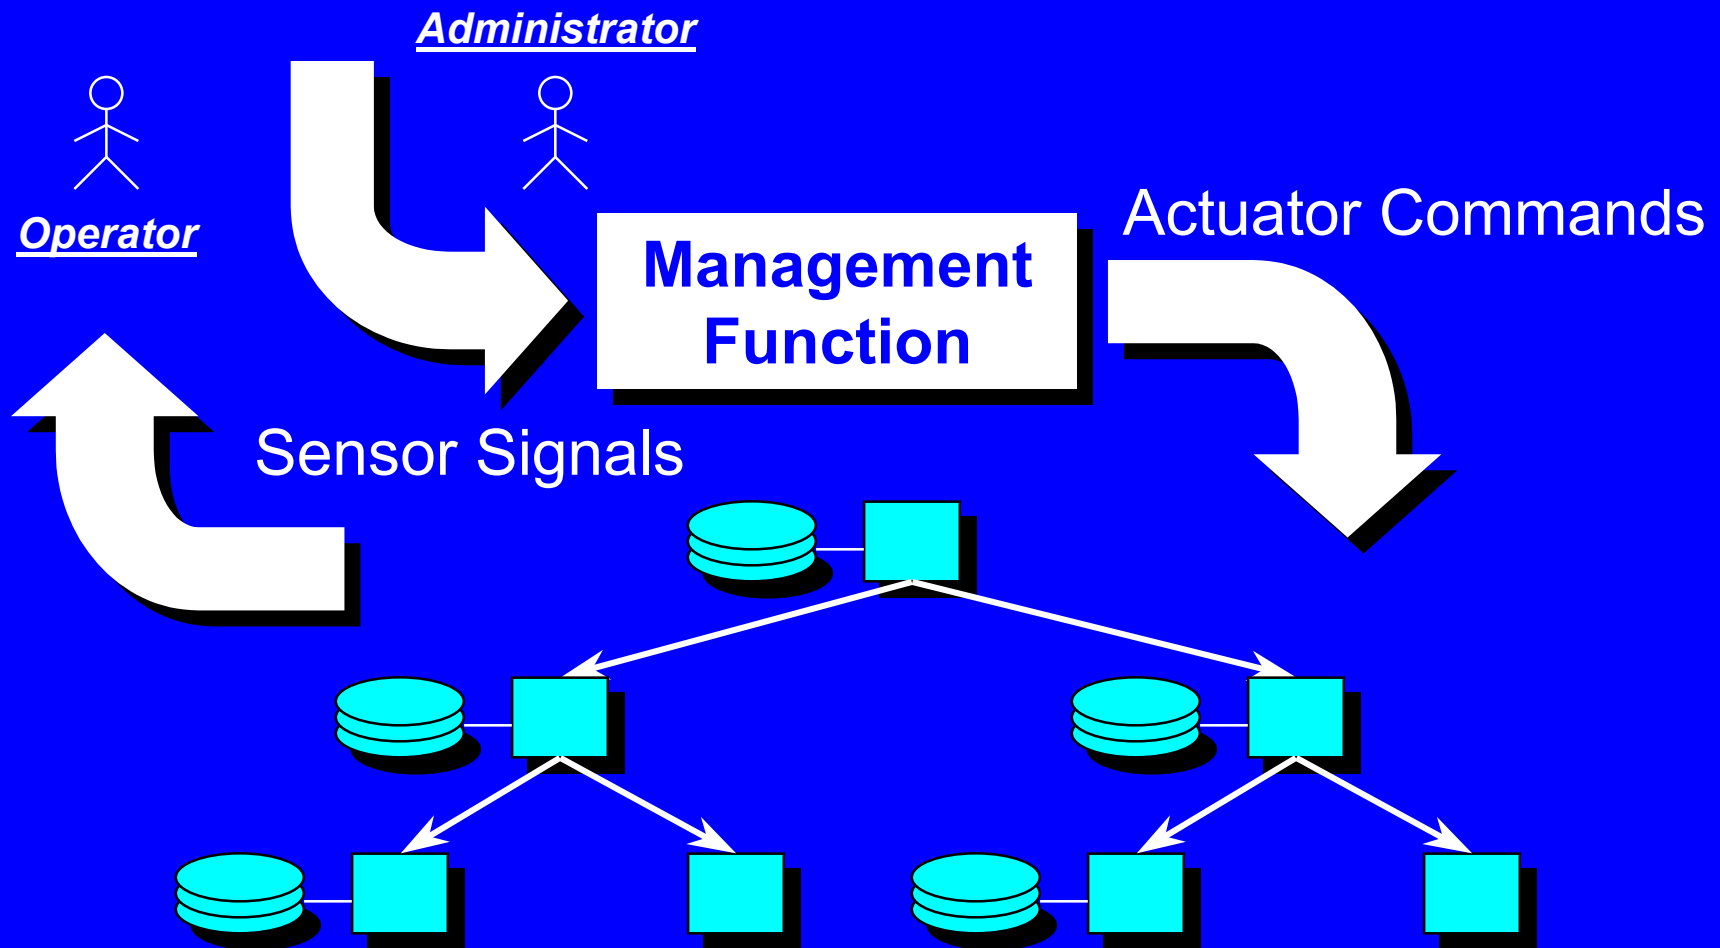 Administrator
Operator
Management
Function
Actuator Commands
Sensor Signals